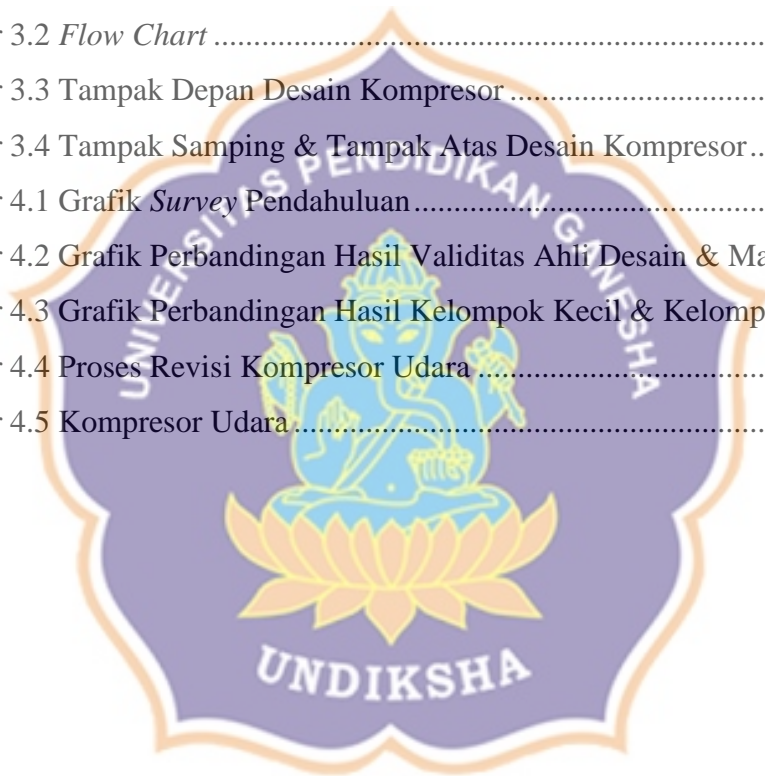 r 3.2 Flow Chart ..........................................................................
r 3.3 Tampak Depan Desain Kompresor ...................................
r 3.4 Tampak Samping & Tampak Atas Desain Kompresor ..
r 4.1 Grafik Survey Pendahuluan ................................................
r 4.2 Grafik Perbandingan Hasil Validitas Ahli Desain & Ma
r 4.3 Grafik Perbandingan Hasil Kelompok Kecil & Kelomp
r 4.4 Proses Revisi Kompresor Udara .......................................
r 4.5 Kompresor Udara ................................................................
UNIVERSITAS PENDIDIKAN GANESHA
UNDIKSHA